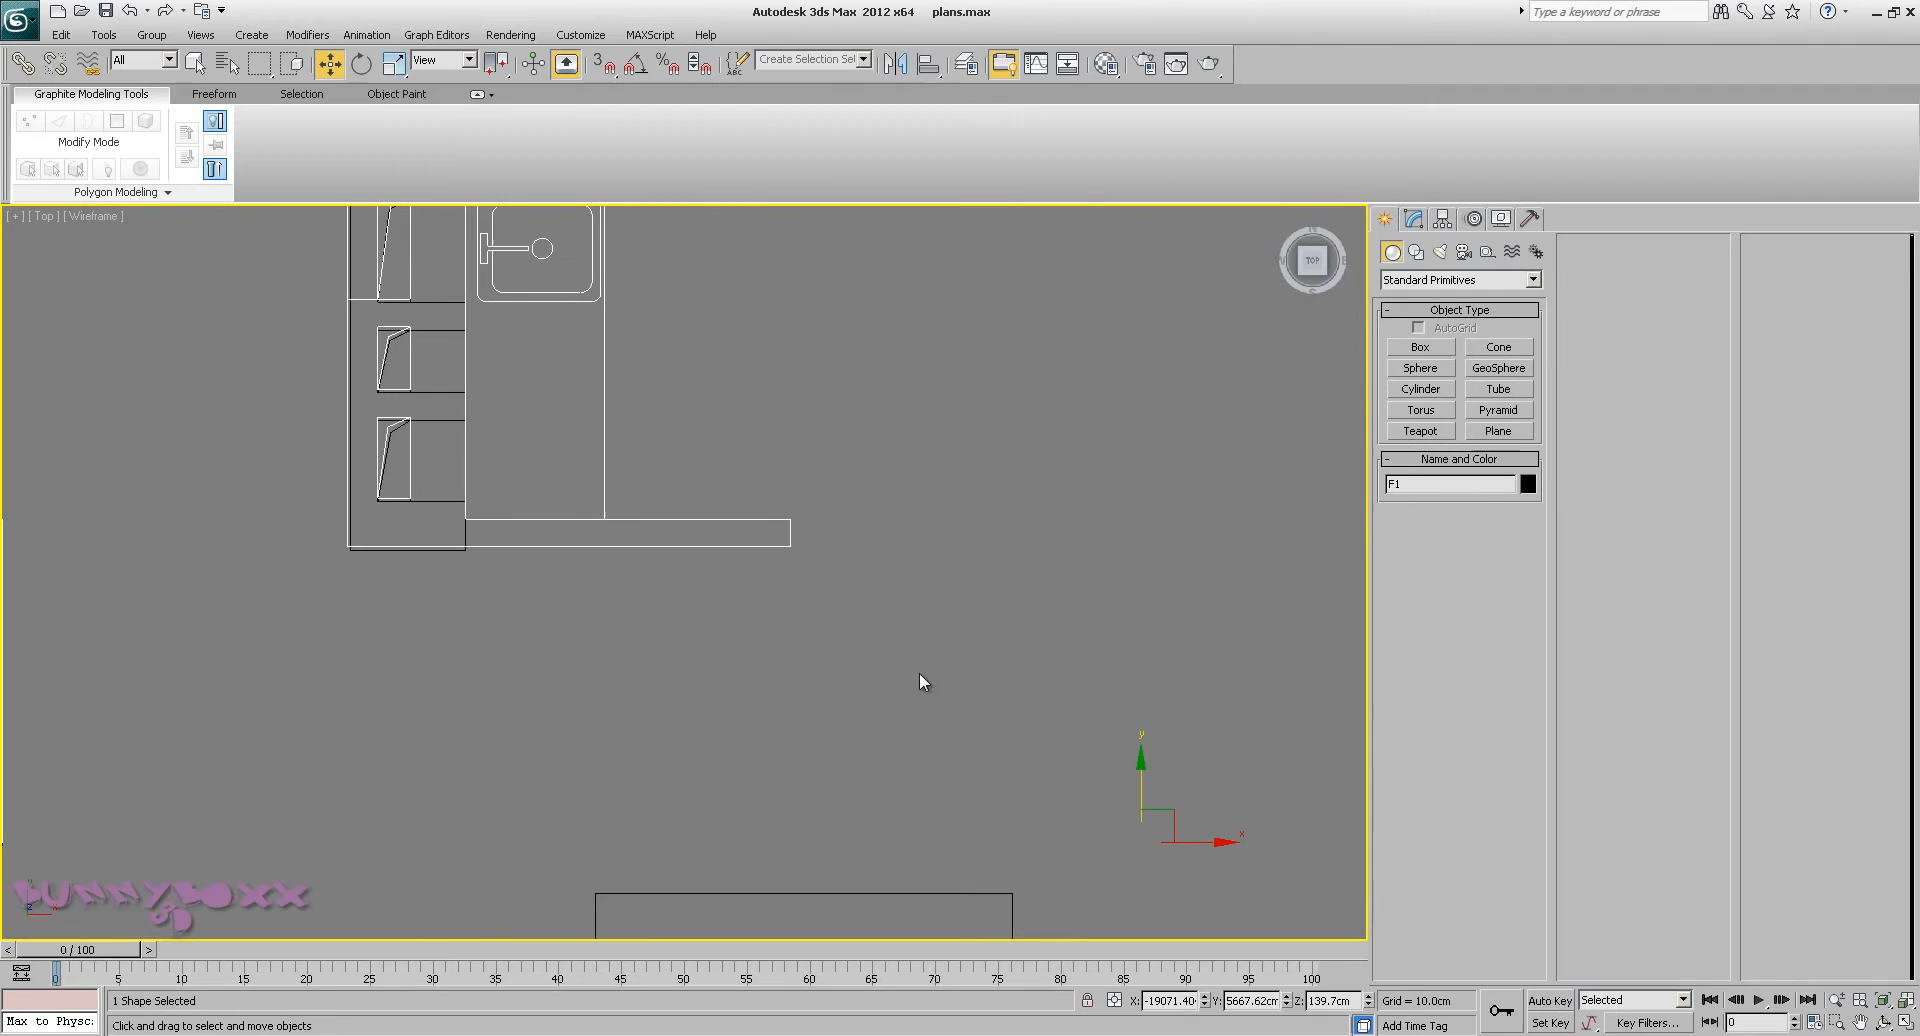 Autodesk 3ds Max 2012 x64 plans.max
Type a keyword or phrase
Edit Tools Group Views Create Modifiers Animation Graph Editors Rendering Customize MAXScript Help
All View 3 Create Selection Sel
Graphite Modeling Tools Freeform Selection Object Paint
Modify Mode
Polygon Modeling
[ + ] [ Top ] [ Wireframe ]
TOP
Standard Primitives
- Object Type
AutoGrid
Box Cone
Sphere GeoSphere
Cylinder Tube
Torus Pyramid
Teapot Plane
- Name and Color
F1
y
x
BUNNYBOXX
3D
< 0 / 100 >
0 5 10 15 20 25 30 35 40 45 50 55 60 65 70 75 80 85 90 95 100
1 Shape Selected X: -19071.40 Y: 5667.62cm Z: 139.7cm Grid = 10.0cm Auto Key Selected
Max to Physc: Click and drag to select and move objects Add Time Tag Set Key Key Filters... 0